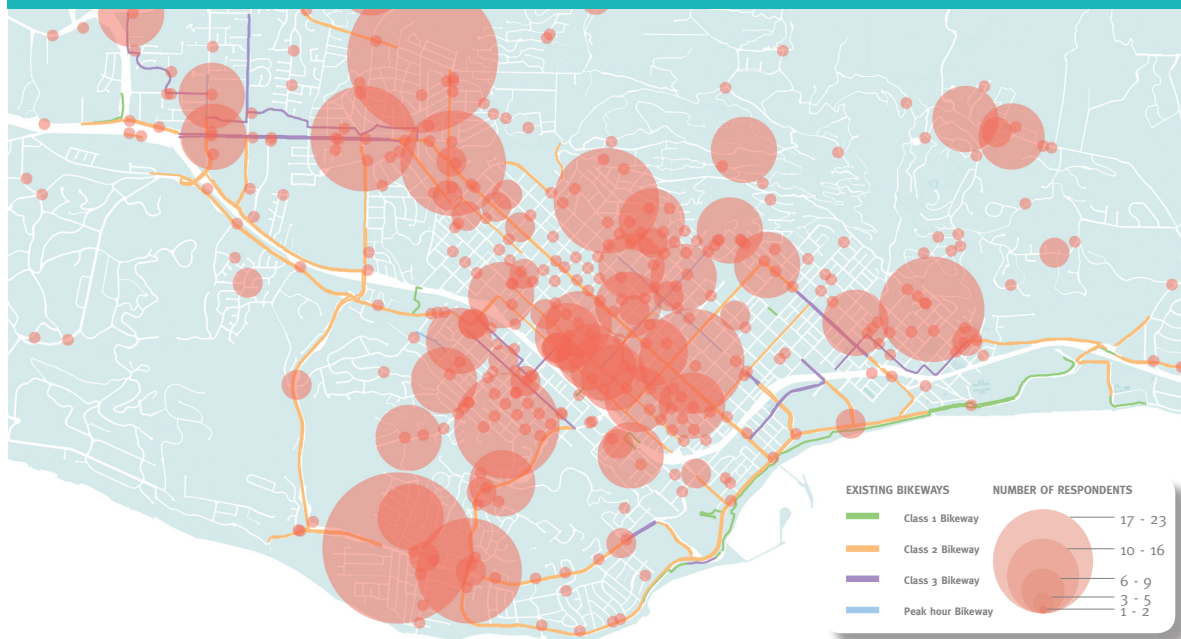 EXISTING BIKEWAYS
Class 1 Bikeway
Class 2 Bikeway
Class 3 Bikeway
Peak hour Bikeway
NUMBER OF RESPONDENTS
17 - 23
10 - 16
6 - 9
3 - 5
1 - 2